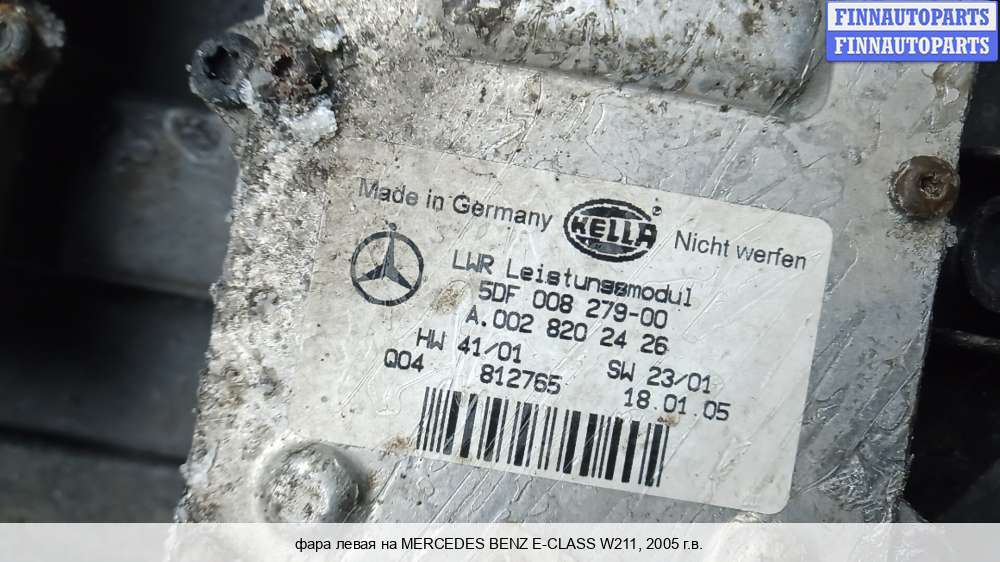 FINNAUTOPARTS
FINNAUTOPARTS
Made in Germany HELLA ® Nicht werfen
LWR Leistungsmodul
5DF 008 279-00
A.002 820 24 26
HW 41/01 SW 23/01
Q04 812765 18.01.05
фара левая на MERCEDES BENZ E-CLASS W211, 2005 г.в.